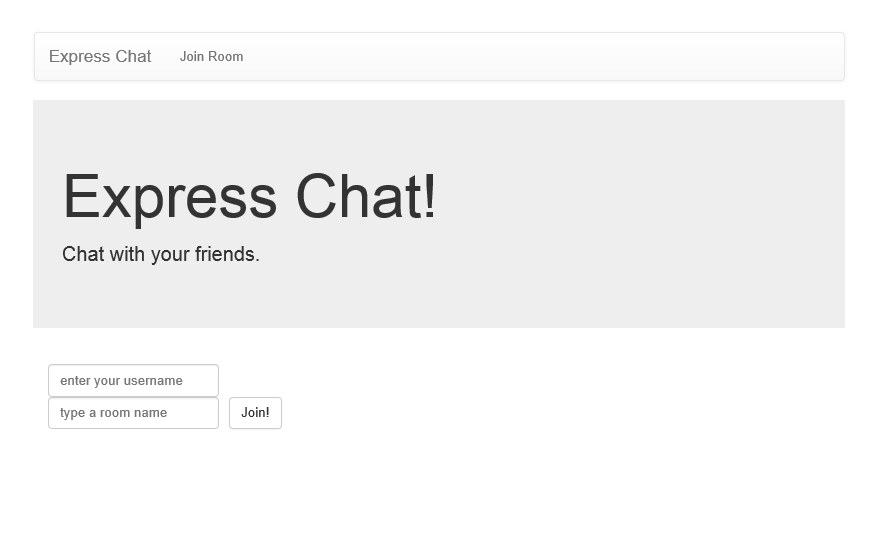 Express Chat Join Room
Express Chat!
Chat with your friends.
enter your username
type a room name Join!